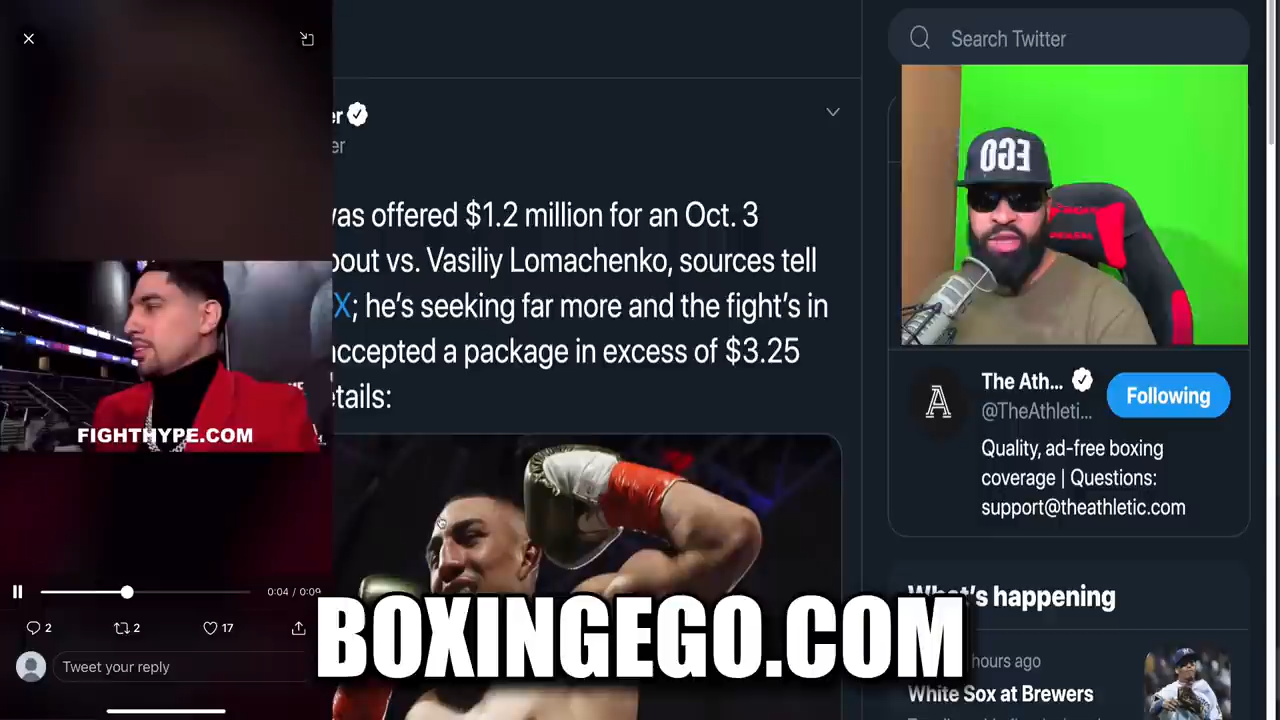 Search Twitter
er
er
was offered $1.2 million for an Oct. 3
bout vs. Vasiliy Lomachenko, sources tell
X; he's seeking far more and the fight's in
accepted a package in excess of $3.25
etails:
EGO
FIGHTHYPE.COM
0:04 / 0:09
2
2
17
Tweet your reply
The Ath...
@TheAthleti...
Following
Quality, ad-free boxing
coverage | Questions:
support@theathletic.com
What's happening
hours ago
White Sox at Brewers
BOXINGEGO.COM